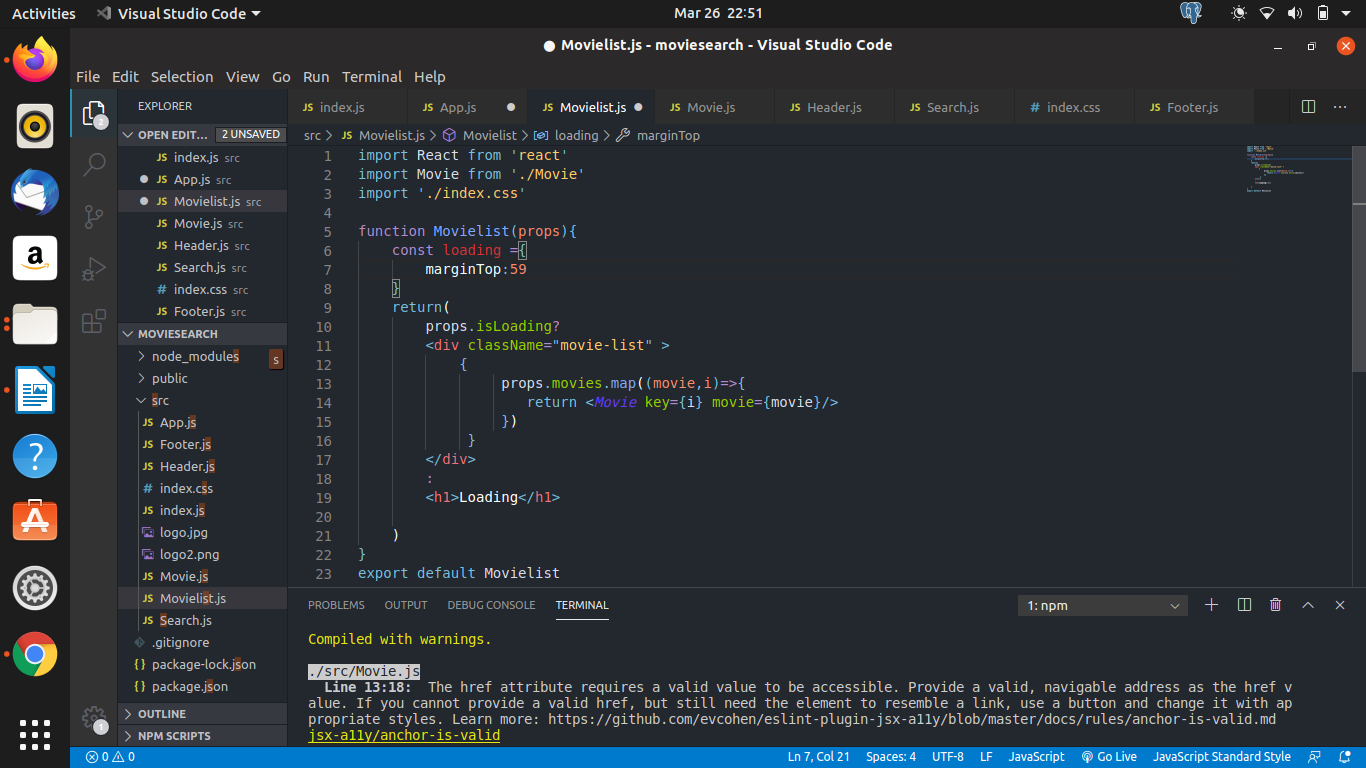 Activities Visual Studio Code Mar 26 22:51
● Movielist.js - moviesearch - Visual Studio Code
File Edit Selection View Go Run Terminal Help
EXPLORER
JS index.js JS App.js JS Movielist.js JS Movie.js JS Header.js JS Search.js # index.css JS Footer.js
OPEN EDIT... 2 UNSAVED
src > JS Movielist.js > Movielist > loading > marginTop
JS index.js src
JS App.js src
JS Movielist.js src
JS Movie.js src
JS Header.js src
JS Search.js src
# index.css src
JS Footer.js src
MOVIESEARCH
node_modules
s
public
src
JS App.js
JS Footer.js
JS Header.js
# index.css
JS index.js
logo.jpg
logo2.png
JS Movie.js
JS Movielist.js
JS Search.js
.gitignore
{} package-lock.json
{} package.json
OUTLINE
NPM SCRIPTS
2
1
a
?
1 import React from 'react'
2 import Movie from './Movie'
3 import './index.css'
4
5 function Movielist(props){
6 const loading ={
7 marginTop:59
8 }
9 return(
10 props.isLoading?
11 <div className="movie-list" >
12 {
13 props.movies.map((movie,i)=>{
14 return <Movie key={i} movie={movie}/>
15 })
16 }
17 </div>
18 :
19 <h1>Loading</h1>
20
21 )
22 }
23 export default Movielist
PROBLEMS OUTPUT DEBUG CONSOLE TERMINAL 1: npm
Compiled with warnings.
./src/Movie.js
Line 13:18: The href attribute requires a valid value to be accessible. Provide a valid, navigable address as the href v
alue. If you cannot provide a valid href, but still need the element to resemble a link, use a button and change it with ap
propriate styles. Learn more: https://github.com/evcohen/eslint-plugin-jsx-a11y/blob/master/docs/rules/anchor-is-valid.md
jsx-a11y/anchor-is-valid
0 0 Ln 7, Col 21 Spaces: 4 UTF-8 LF JavaScript Go Live JavaScript Standard Style